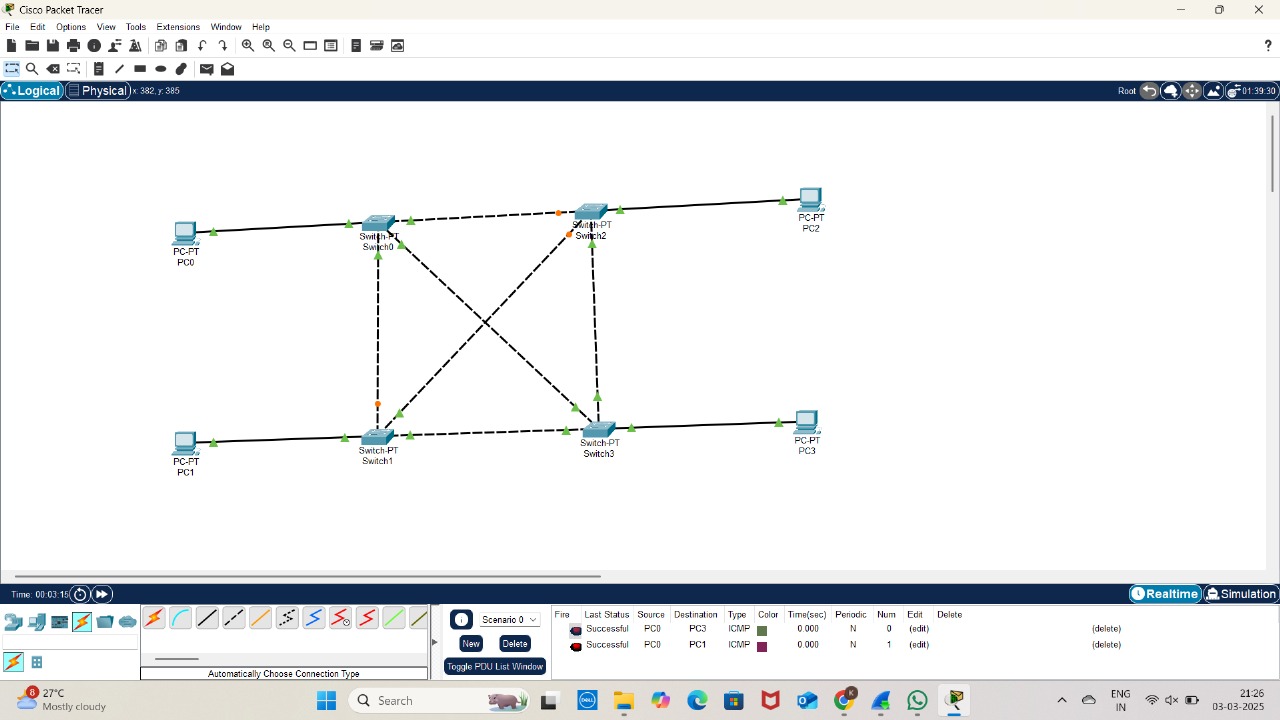 Cisco Packet Tracer
File Edit Options View Tools Extensions Window Help
?
Logical Physical x: 382, y: 385 Root 01:39:30
PC-PT
PC2
Switch-PT
Switch2
Switch-PT
Switch0
PC-PT
PC0
PC-PT
PC3
Switch-PT
Switch3
Switch-PT
Switch1
PC-PT
PC1
Time: 00:03:15 Realtime Simulation
Scenario 0
New Delete
Toggle PDU List Window
Automatically Choose Connection Type
Fire Last Status Source Destination Type Color Time(sec) Periodic Num Edit Delete
Successful PC0 PC3 ICMP 0.000 N 0 (edit) (delete)
Successful PC0 PC1 ICMP 0.000 N 1 (edit) (delete)
8
27°C
Mostly cloudy
Search
DELL
K
ENG
IN
21:26
03-03-2025